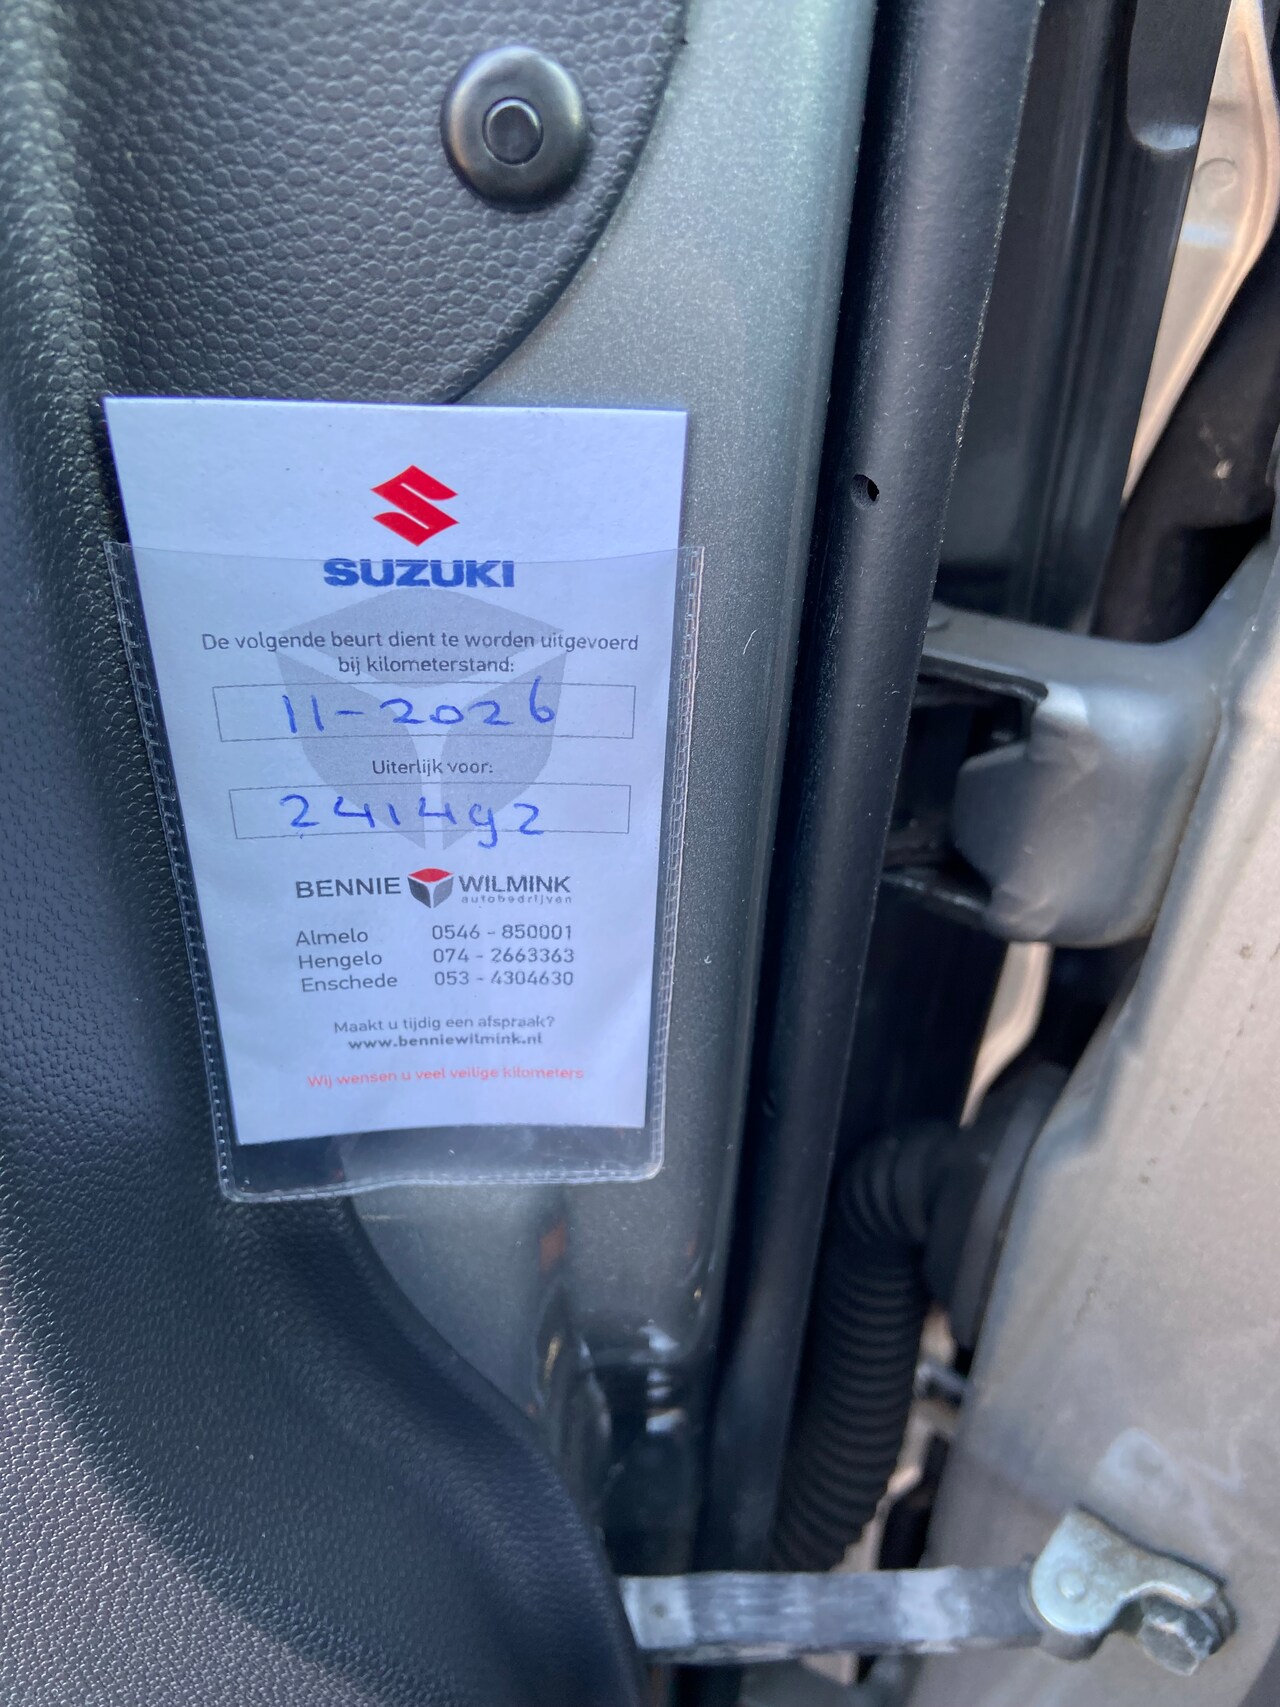 SUZUKI
De volgende beurt dient te worden uitgevoerd
bij kilometerstand:
11-2026
Uiterlijk voor:
241492
BENNIE WILMINK
autobedrijven
Almelo 0546 - 850001
Hengelo 074 - 2663363
Enschede 053 - 4304630
Maakt u tijdig een afspraak?
www.benniewilmink.nl
Wij wensen u veel veilige kilometers